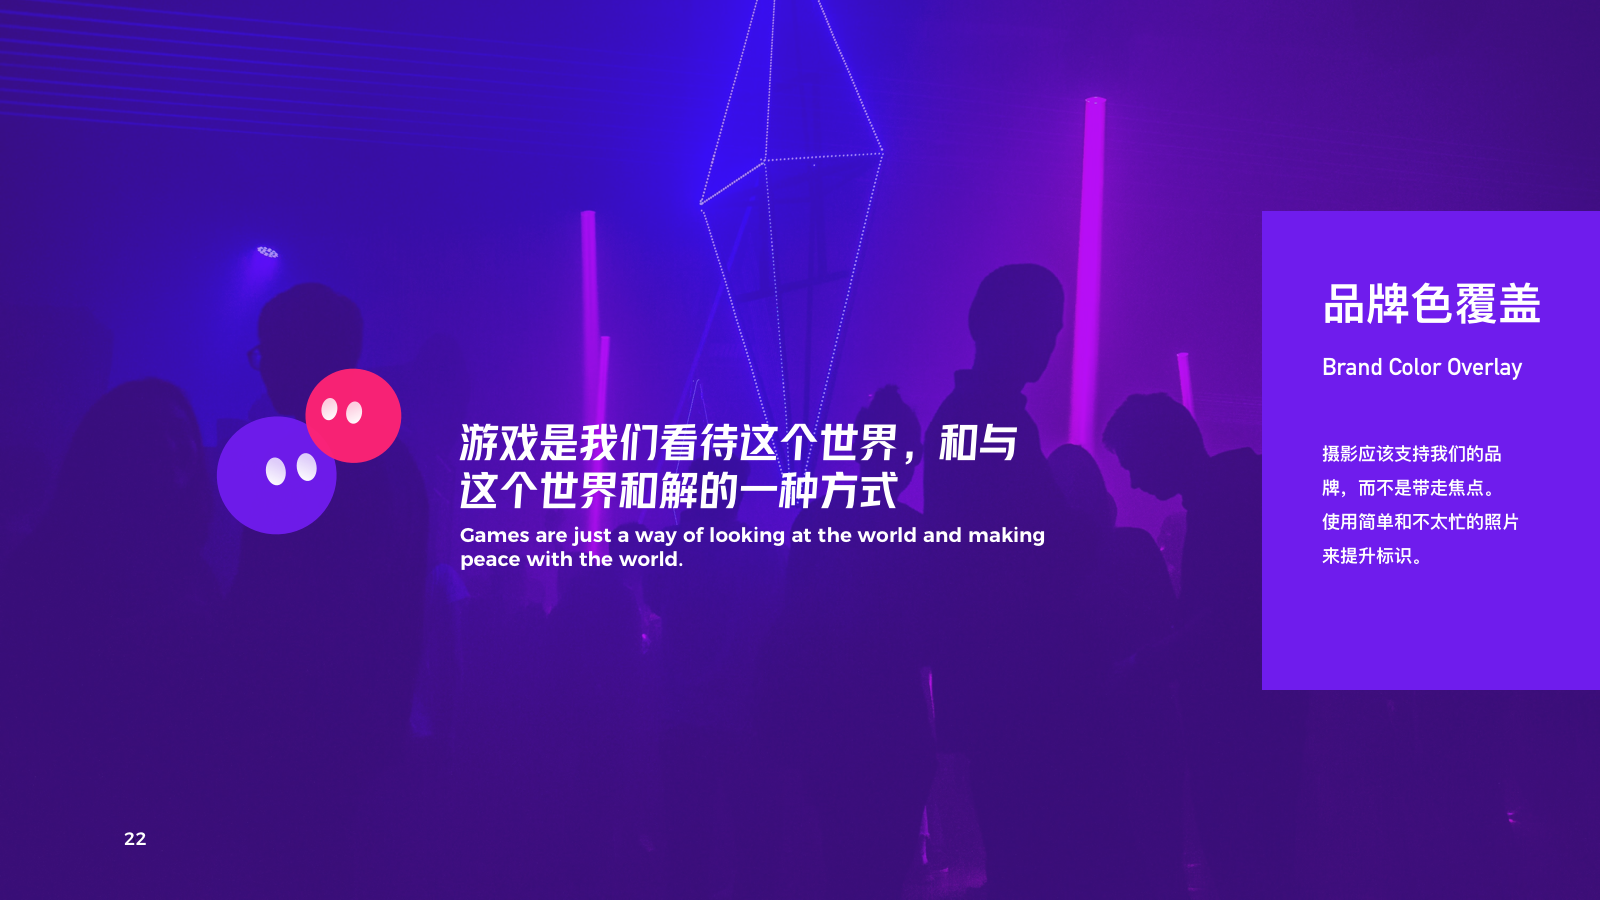 游戏是我们看待这个世界，和与
这个世界和解的一种方式
Games are just a way of looking at the world and making
peace with the world.
品牌色覆盖
Brand Color Overlay
摄影应该支持我们的品
牌，而不是带走焦点。
使用简单和不太忙的照片
来提升标识。
22